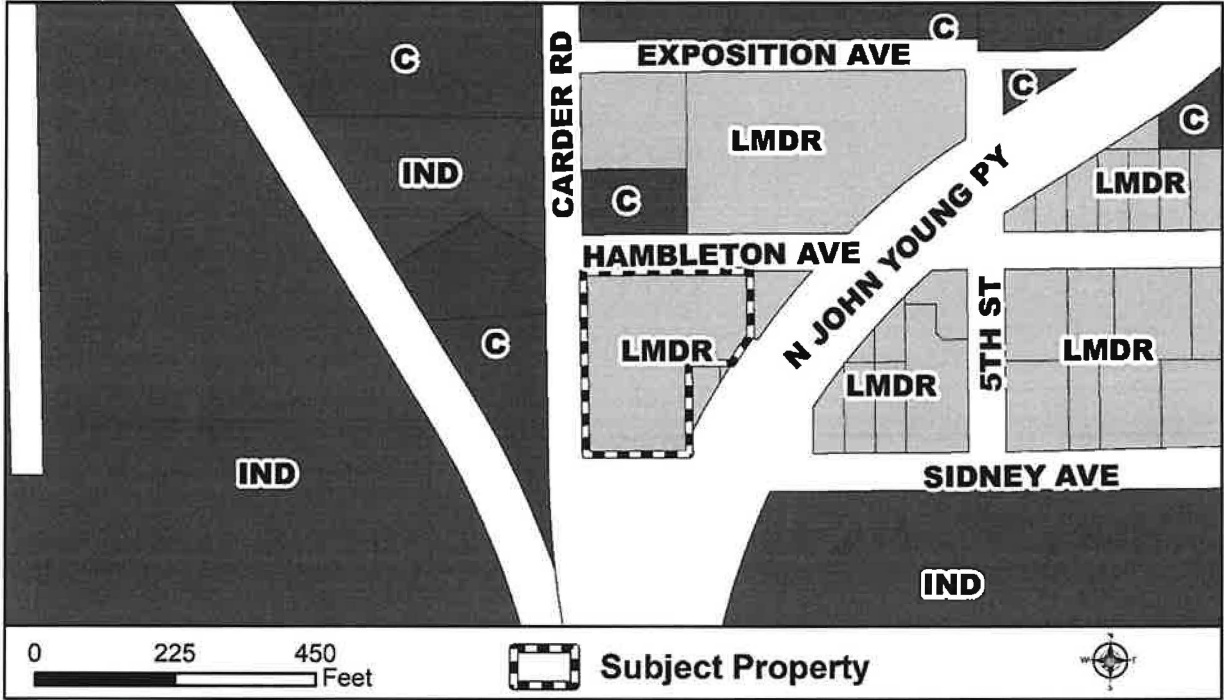 C
C
EXPOSITION AVE
CARDER RD
C
C
LMDR
IND
LMDR
C
HAMBLETON AVE
N JOHN YOUNG PY
5TH ST
C
LMDR
LMDR
LMDR
IND
SIDNEY AVE
IND
0 225 450
Feet
Subject Property